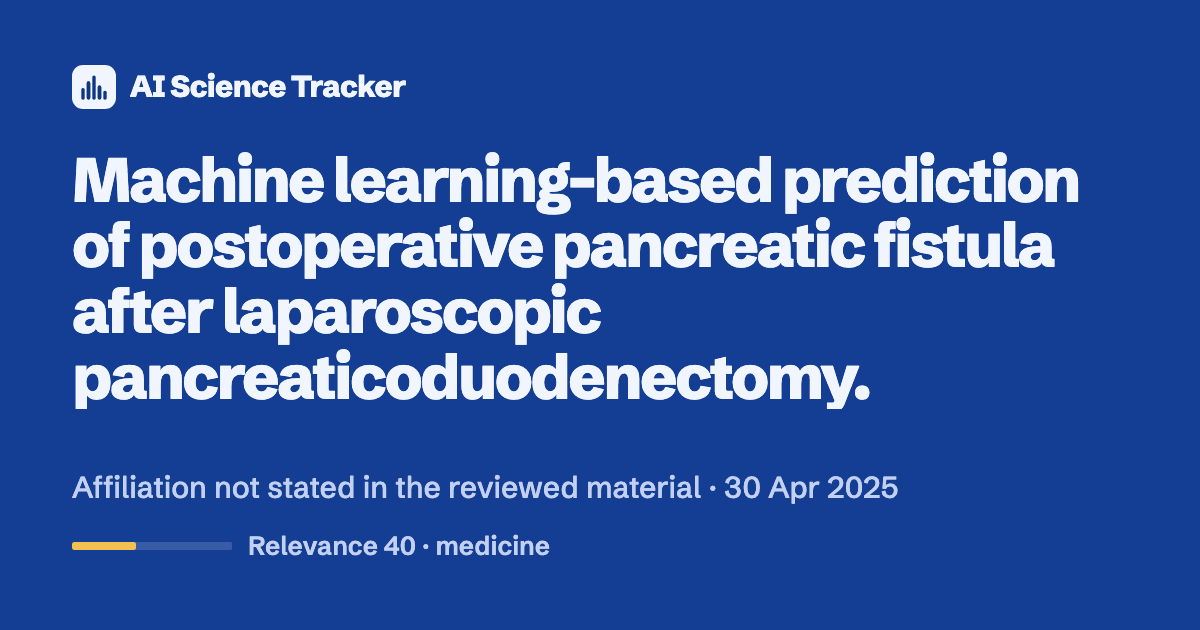 AI Science Tracker
Machine learning-based prediction
of postoperative pancreatic fistula
after laparoscopic
pancreaticoduodenectomy.
Affiliation not stated in the reviewed material · 30 Apr 2025
Relevance 40 · medicine